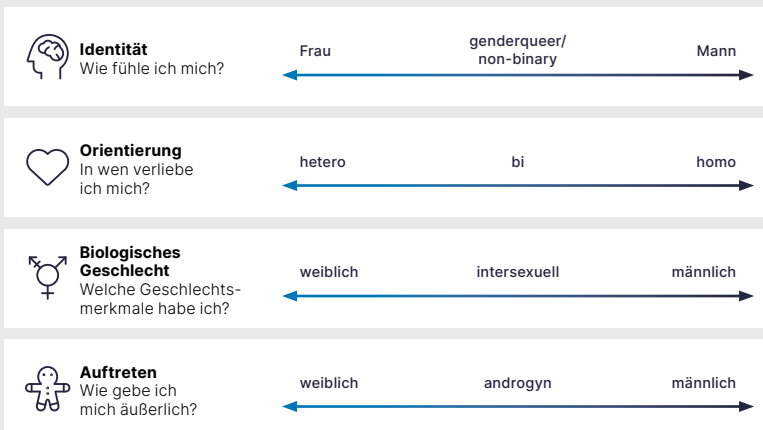 Identität
Wie fühle ich mich?
Frau
genderqueer/
non-binary
Mann
Orientierung
In wen verliebe
ich mich?
hetero
bi
homo
Biologisches
Geschlecht
Welche Geschlechts-
merkmale habe ich?
weiblich
intersexuell
männlich
Auftreten
Wie gebe ich
mich äußerlich?
weiblich
androgyn
männlich